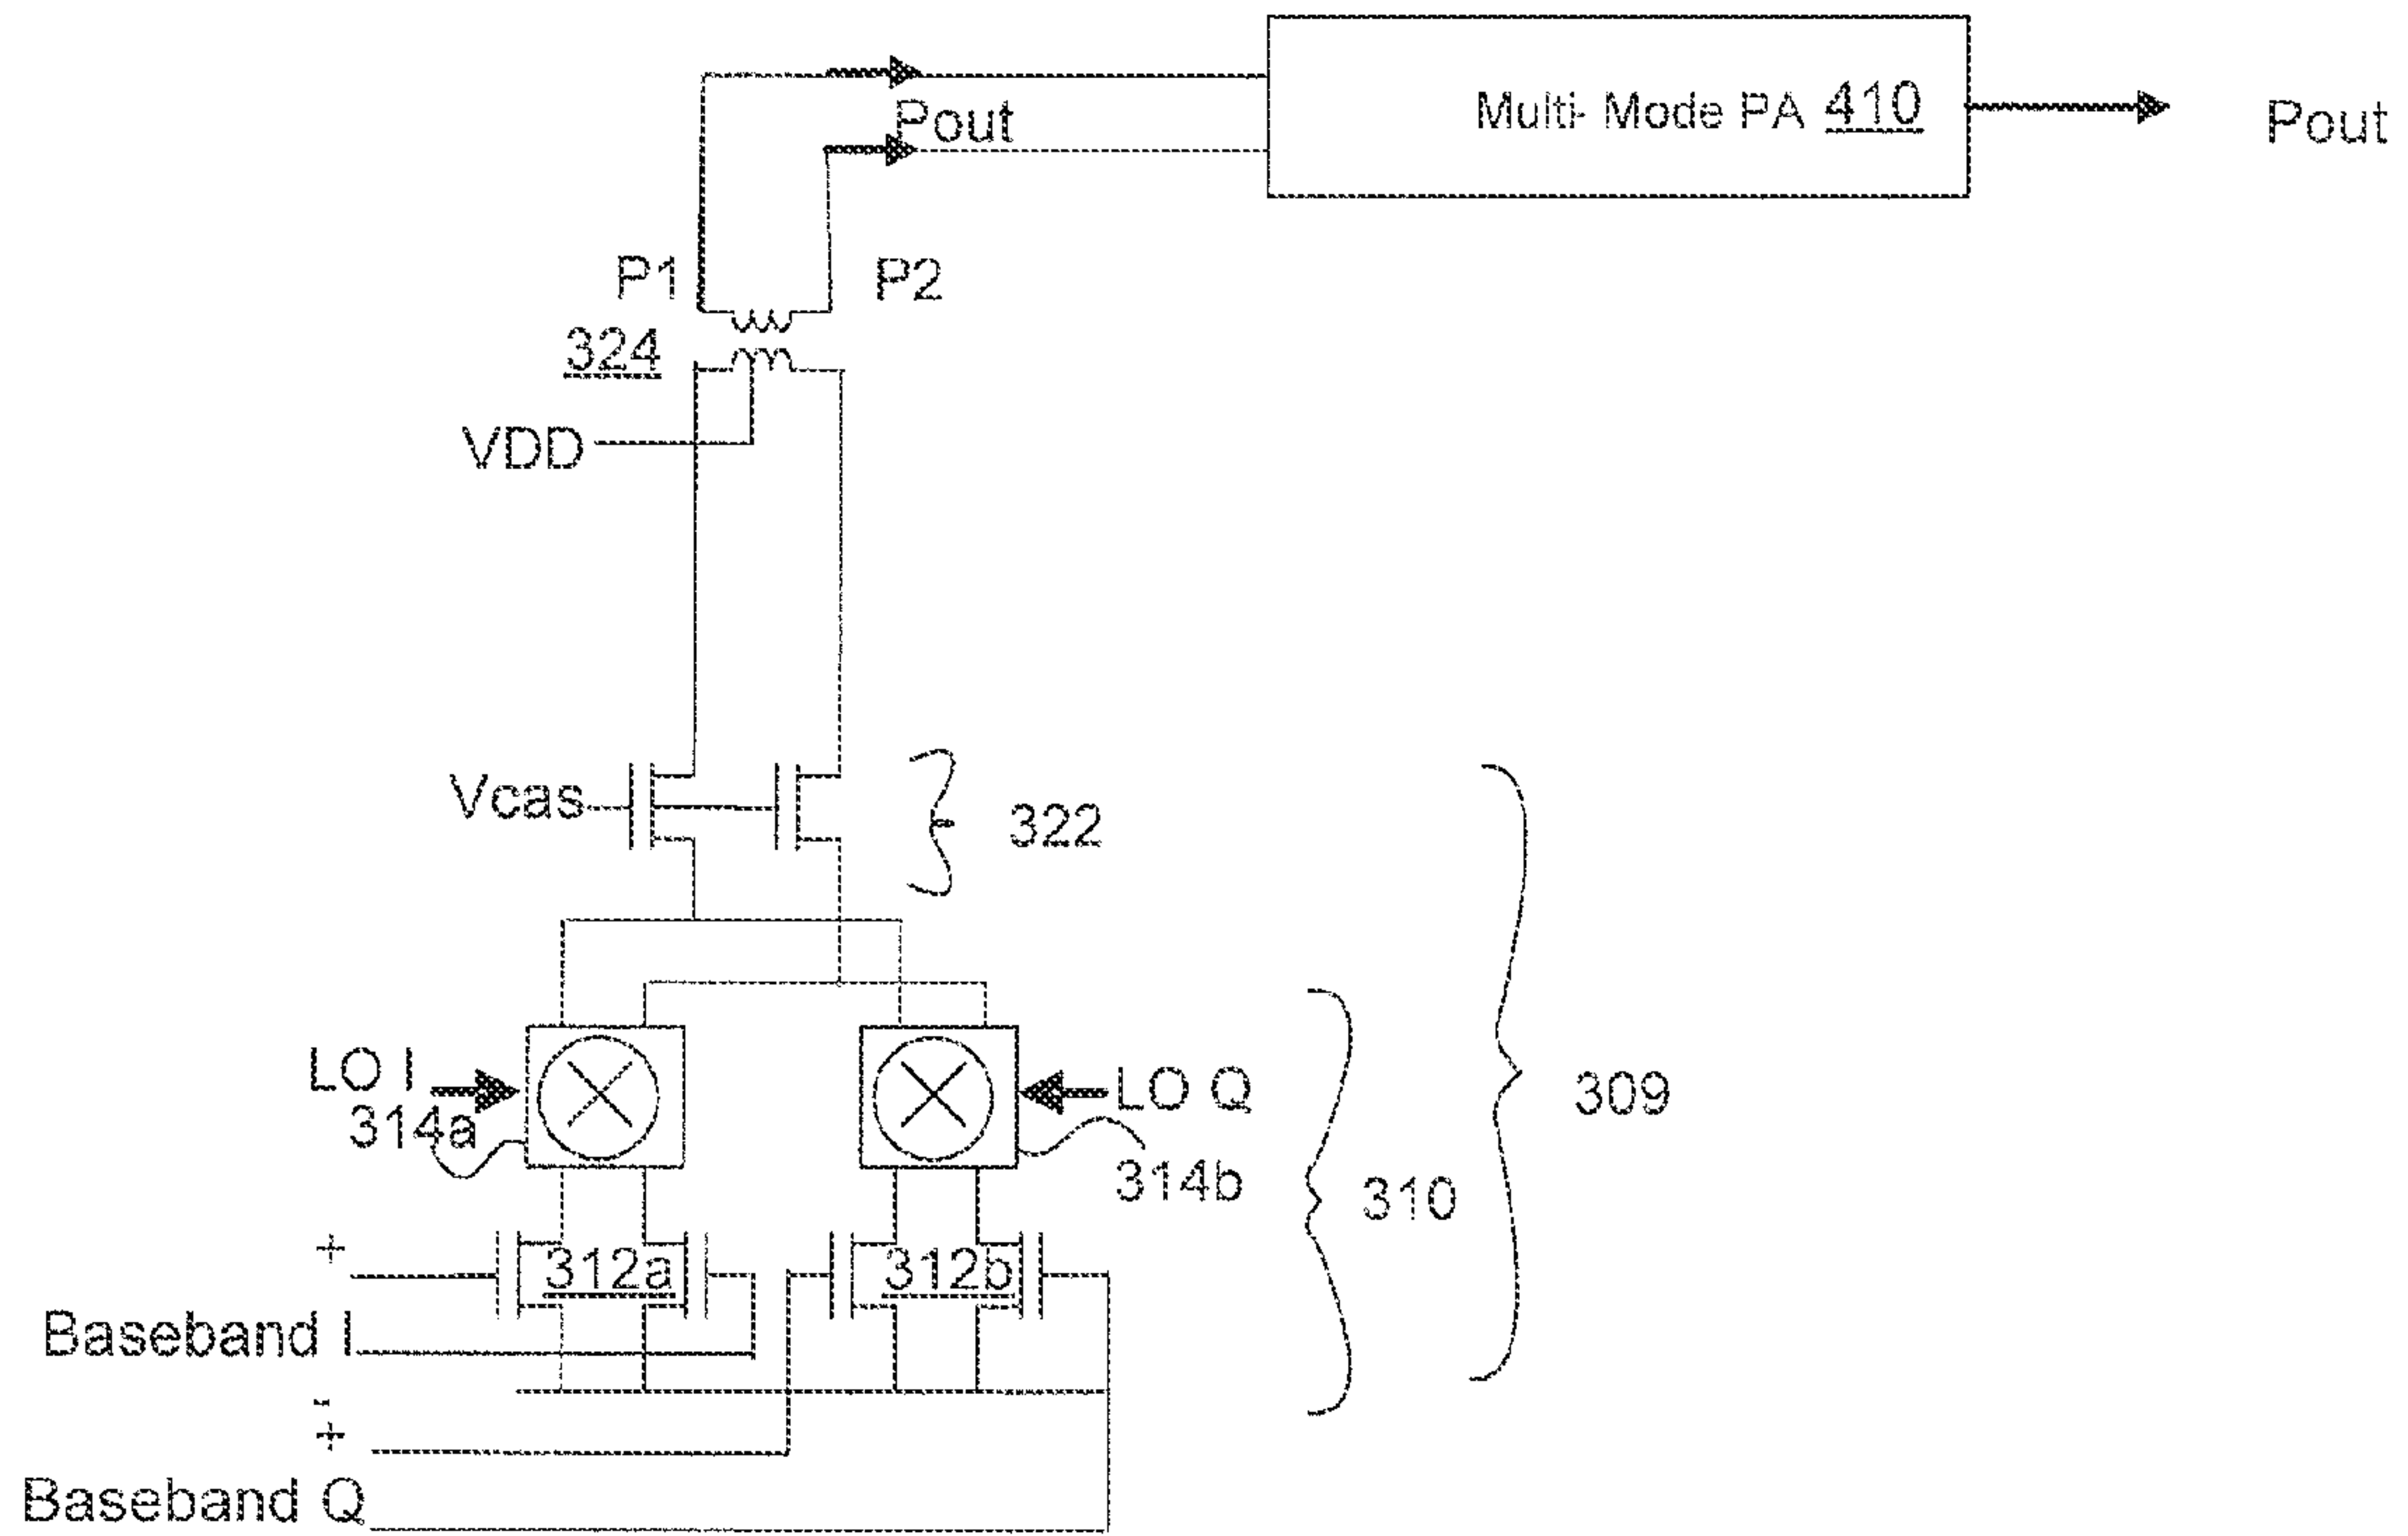 Multi- Mode PA 410
Pout
Pout
P1
P2
324
VDD
Vcas
322
309
LO I
314a
LO Q
314b
310
+
312a
312b
Baseband I
-
+
Baseband Q